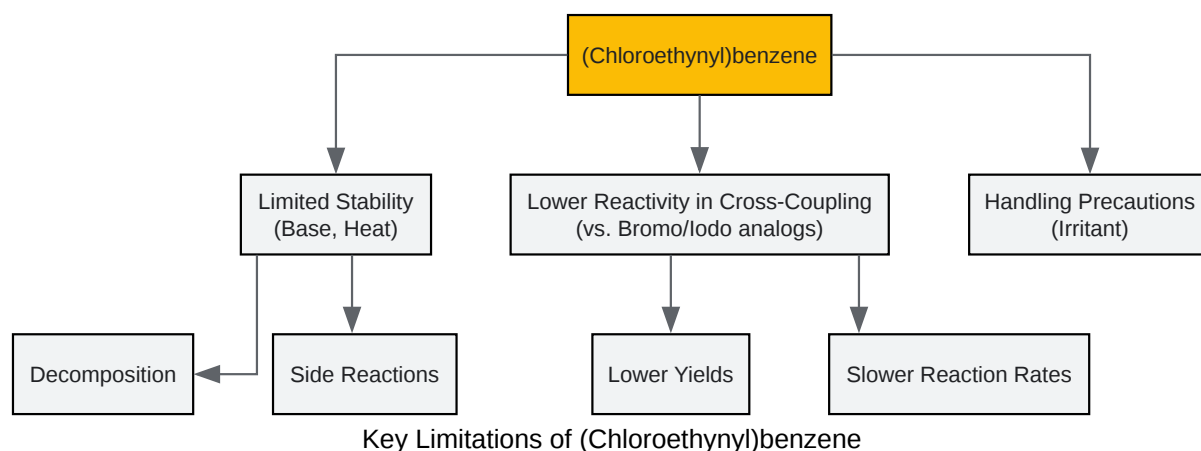 (Chloroethynyl)benzene
Limited Stability
(Base, Heat)
Lower Reactivity in Cross-Coupling
(vs. Bromo/Iodo analogs)
Handling Precautions
(Irritant)
Decomposition
Side Reactions
Lower Yields
Slower Reaction Rates
Key Limitations of (Chloroethynyl)benzene